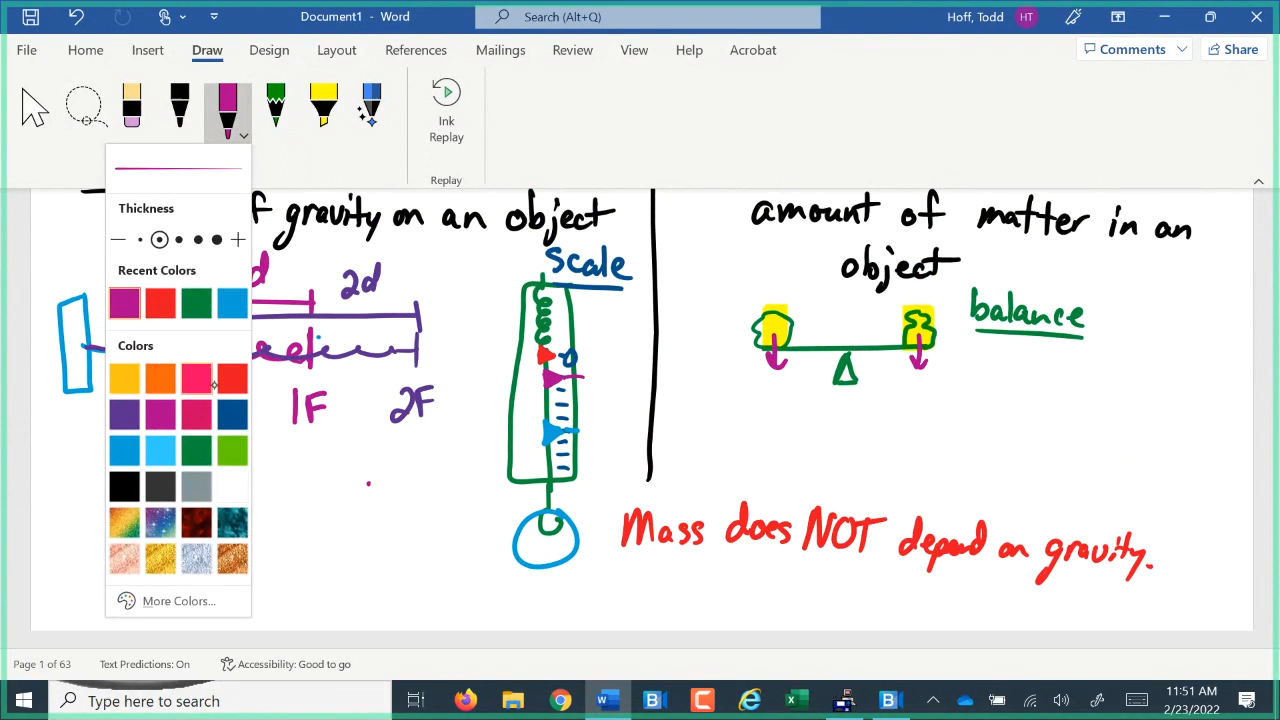 Document1 - Word
Search (Alt+Q)
Hoff, Todd
HT
File Home Insert Draw Design Layout References Mailings Review View Help Acrobat
Comments
Share
Ink
Replay
Replay
Thickness
Recent Colors
Colors
More Colors...
f gravity on an object
amount of matter in an
object
d
2d
scale
balance
1F
2F
0
Mass does NOT depend on gravity.
Page 1 of 63
Text Predictions: On
Accessibility: Good to go
Type here to search
11:51 AM
2/23/2022